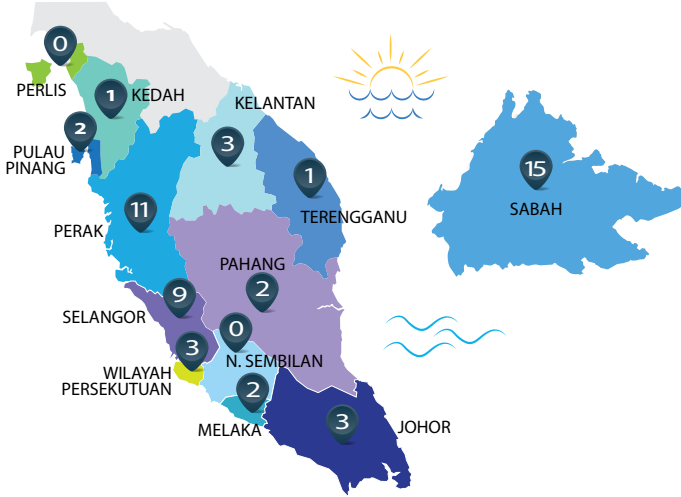 0
PERLIS
1
KEDAH
2
PULAU
PINANG
KELANTAN
3
1
TERENGGANU
15
SABAH
11
PERAK
PAHANG
2
9
SELANGOR
0
N. SEMBILAN
3
WILAYAH
PERSEKUTUAN
2
MELAKA
3
JOHOR